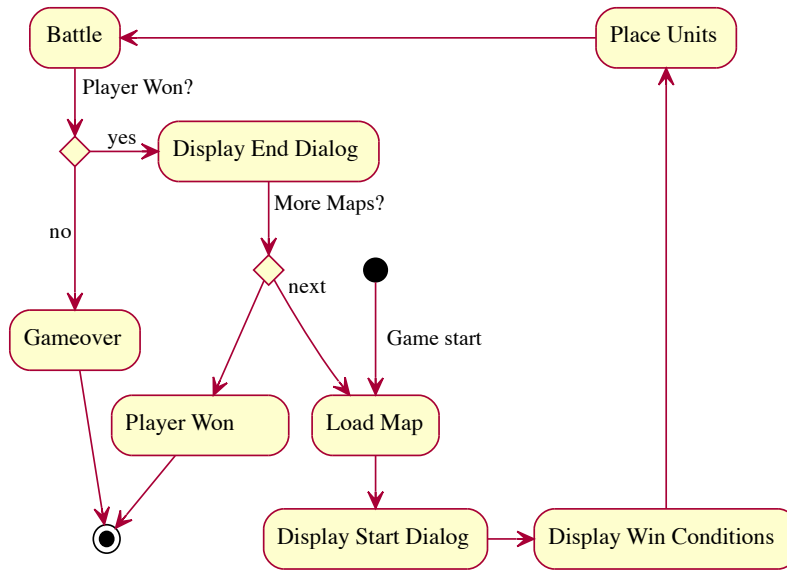 Battle
Place Units
Player Won?
yes
Display End Dialog
More Maps?
no
next
Gameover
Game start
Player Won
Load Map
Display Start Dialog
Display Win Conditions